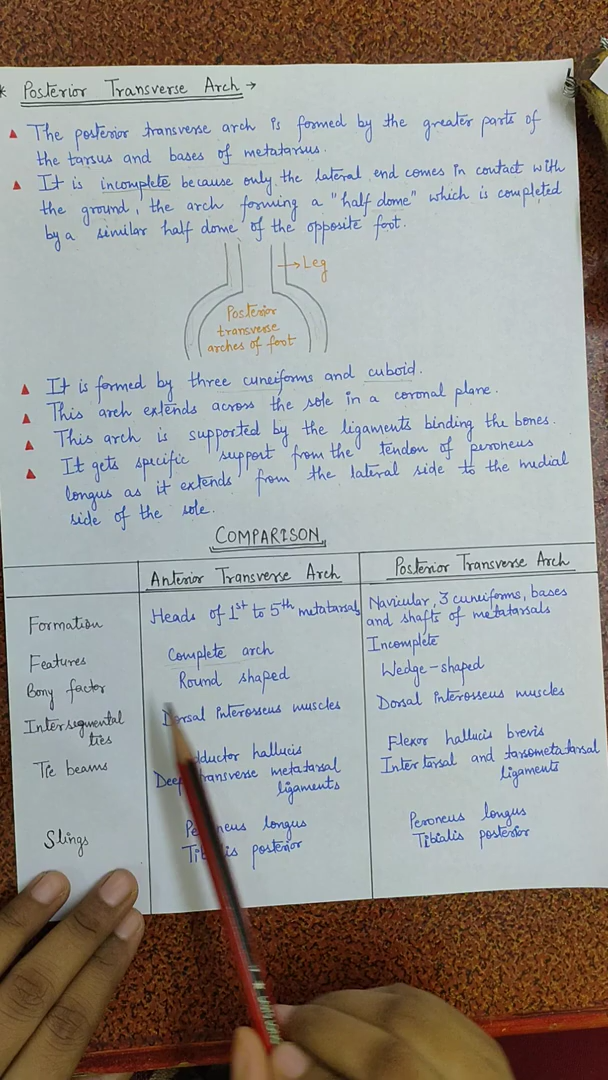 * Posterior Transverse Arch →
▲ The posterior transverse arch is formed by the greater parts of
the tarsus and bases of metatarsus.
▲ It is incomplete because only the lateral end comes in contact with
the ground, the arch forming a "half dome" which is completed
by a similar half dome of the opposite foot.
→ Leg
Posterior
transverse
arches of foot
▲ It is formed by three cuneiforms and cuboid.
▲ This arch extends across the sole in a coronal plane.
▲ This arch is supported by the ligaments binding the bones.
▲ It gets specific support from the tendon of peroneus
longus as it extends from the lateral side to the medial
side of the sole.
COMPARISON
Anterior Transverse Arch Posterior Transverse Arch
Formation Heads of 1st to 5th metatarsals Navicular, 3 cuneiforms, bases
and shafts of metatarsals
Features Complete arch Incomplete
Bony factor Round shaped Wedge-shaped
Intersegmental Dorsal interosseus muscles Dorsal interosseus muscles
ties
Tie beams hallucis Flexor hallucis brevis
Deep transverse metatarsal Inter tarsal and tarsometatarsal
ligaments ligaments
Slings Peroneus longus Peroneus longus
Tibialis posterior Tibialis posterior